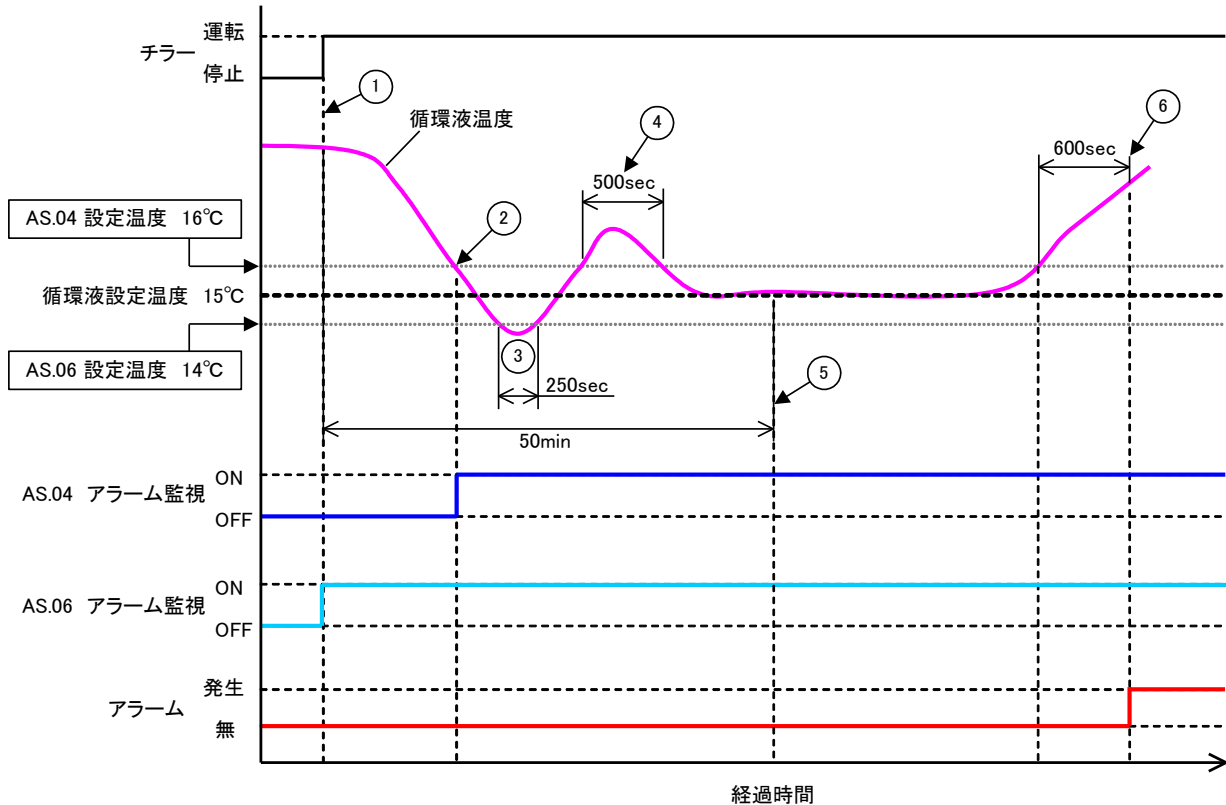 運転
チラー
停止
1
循環液温度
4
6
600sec
500sec
AS.04 設定温度 16℃
2
循環液設定温度 15℃
AS.06 設定温度 14℃
3
250sec
5
50min
ON
AS.04 アラーム監視
OFF
ON
AS.06 アラーム監視
OFF
発生
アラーム
無
経過時間